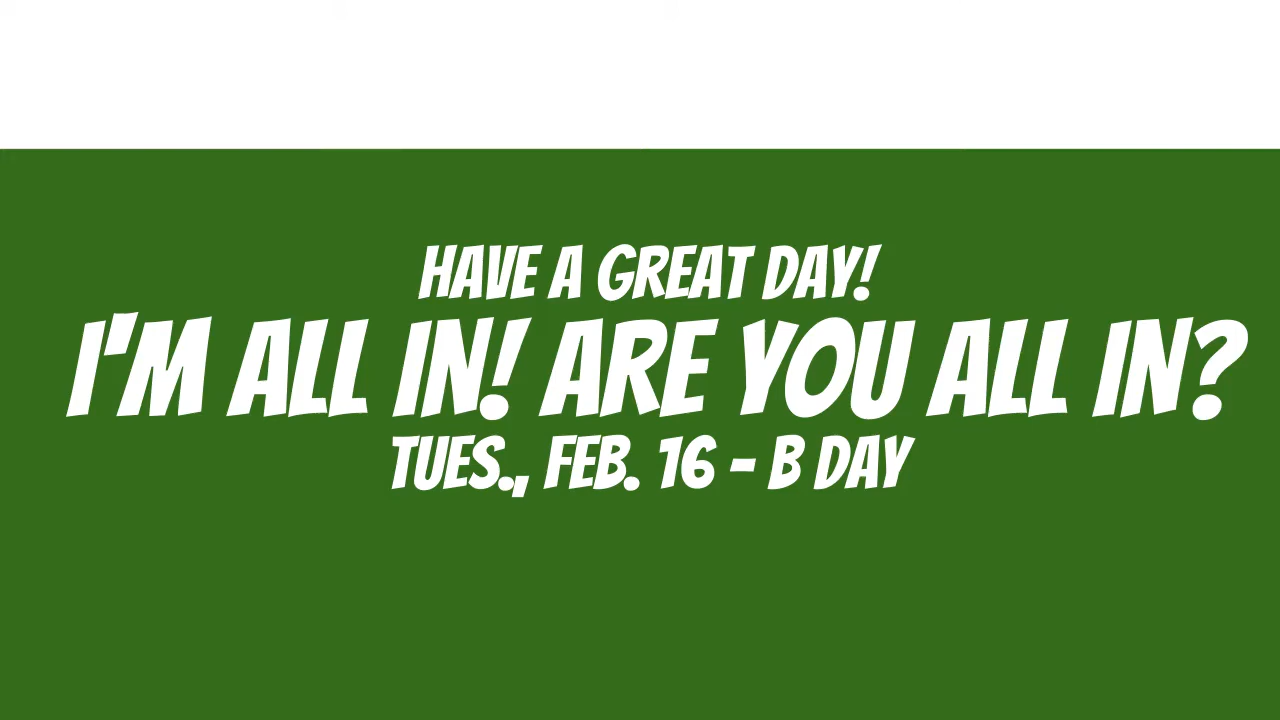 HAVE A GREAT DAY!
I'M ALL IN! ARE YOU ALL IN?
TUES., FEB. 16 - B DAY